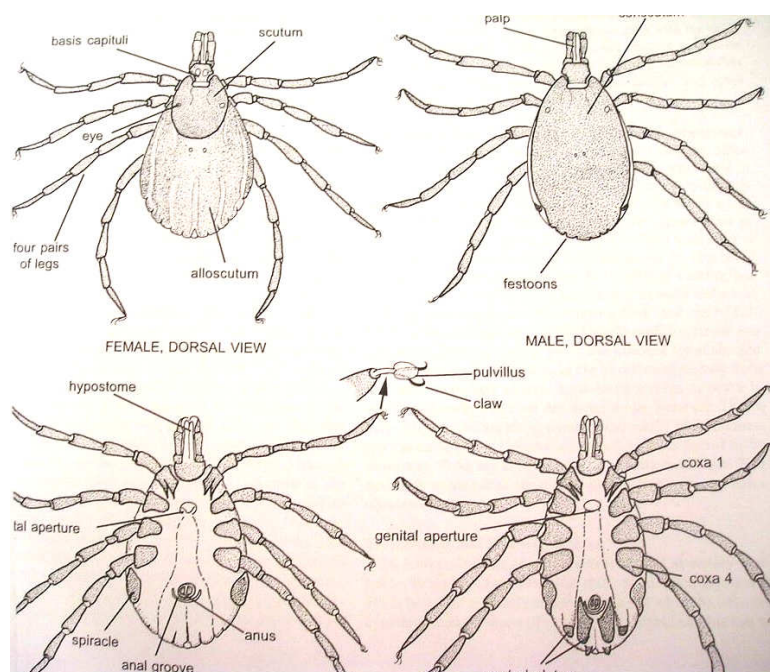 palp
basis capituli
scutum
eye
four pairs
of legs
alloscutum
festoons
FEMALE, DORSAL VIEW
MALE, DORSAL VIEW
hypostome
pulvillus
claw
coxa 1
tal aperture
genital aperture
coxa 4
spiracle
anus
anal groove